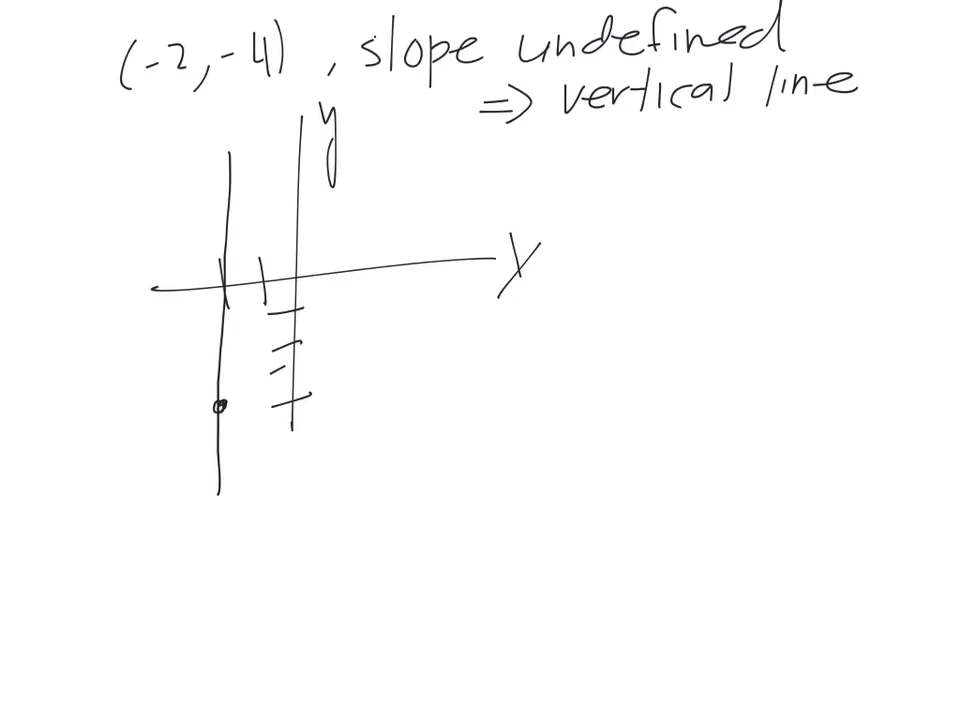 (-2, -4), slope undefined
=> vertical line
y
x